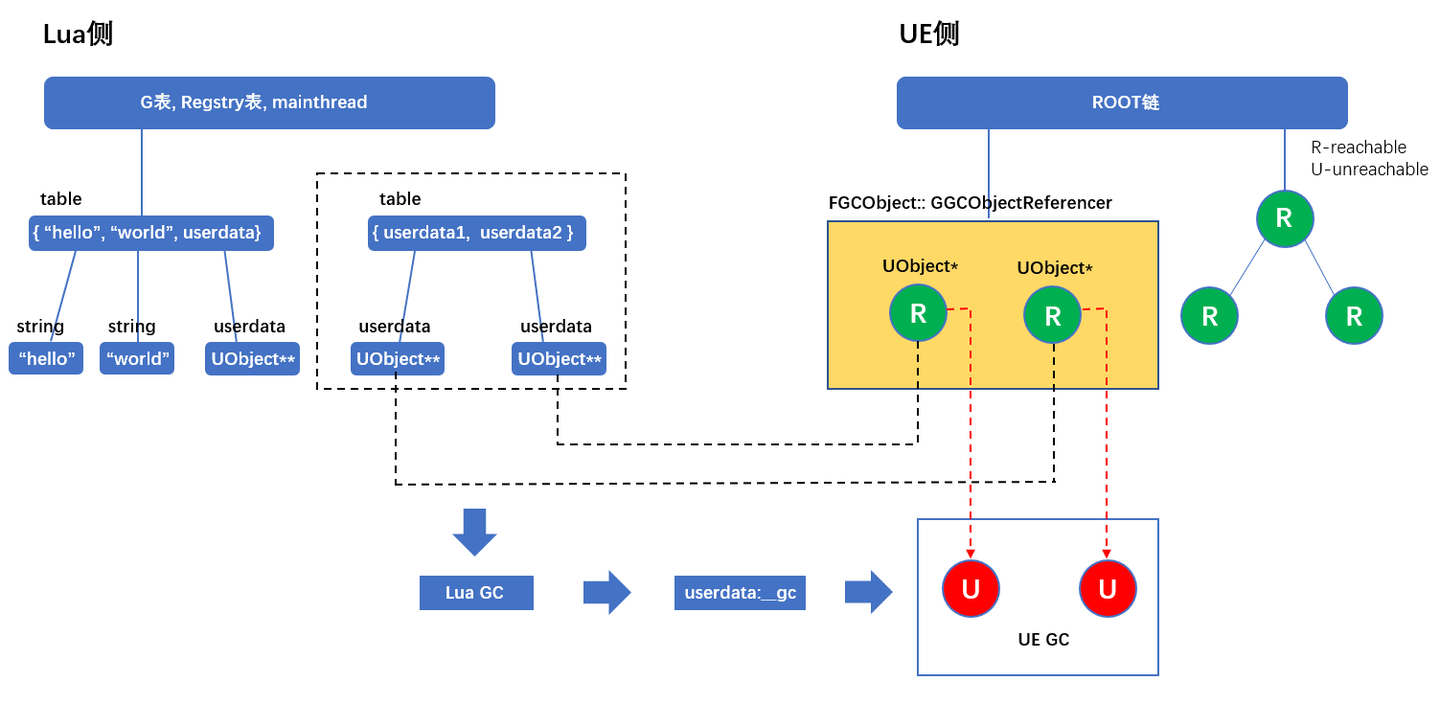 Lua侧
UE侧
G表, Regstry表, mainthread
ROOT链
R-reachable
U-unreachable
table
table
FGCObject:: GGCObjectReferencer
{ “hello”, “world”, userdata}
{ userdata1, userdata2 }
R
UObject*
UObject*
R
R
R
R
string
string
userdata
userdata
userdata
“hello”
“world”
UObject**
UObject**
UObject**
Lua GC
userdata:__gc
U
U
UE GC